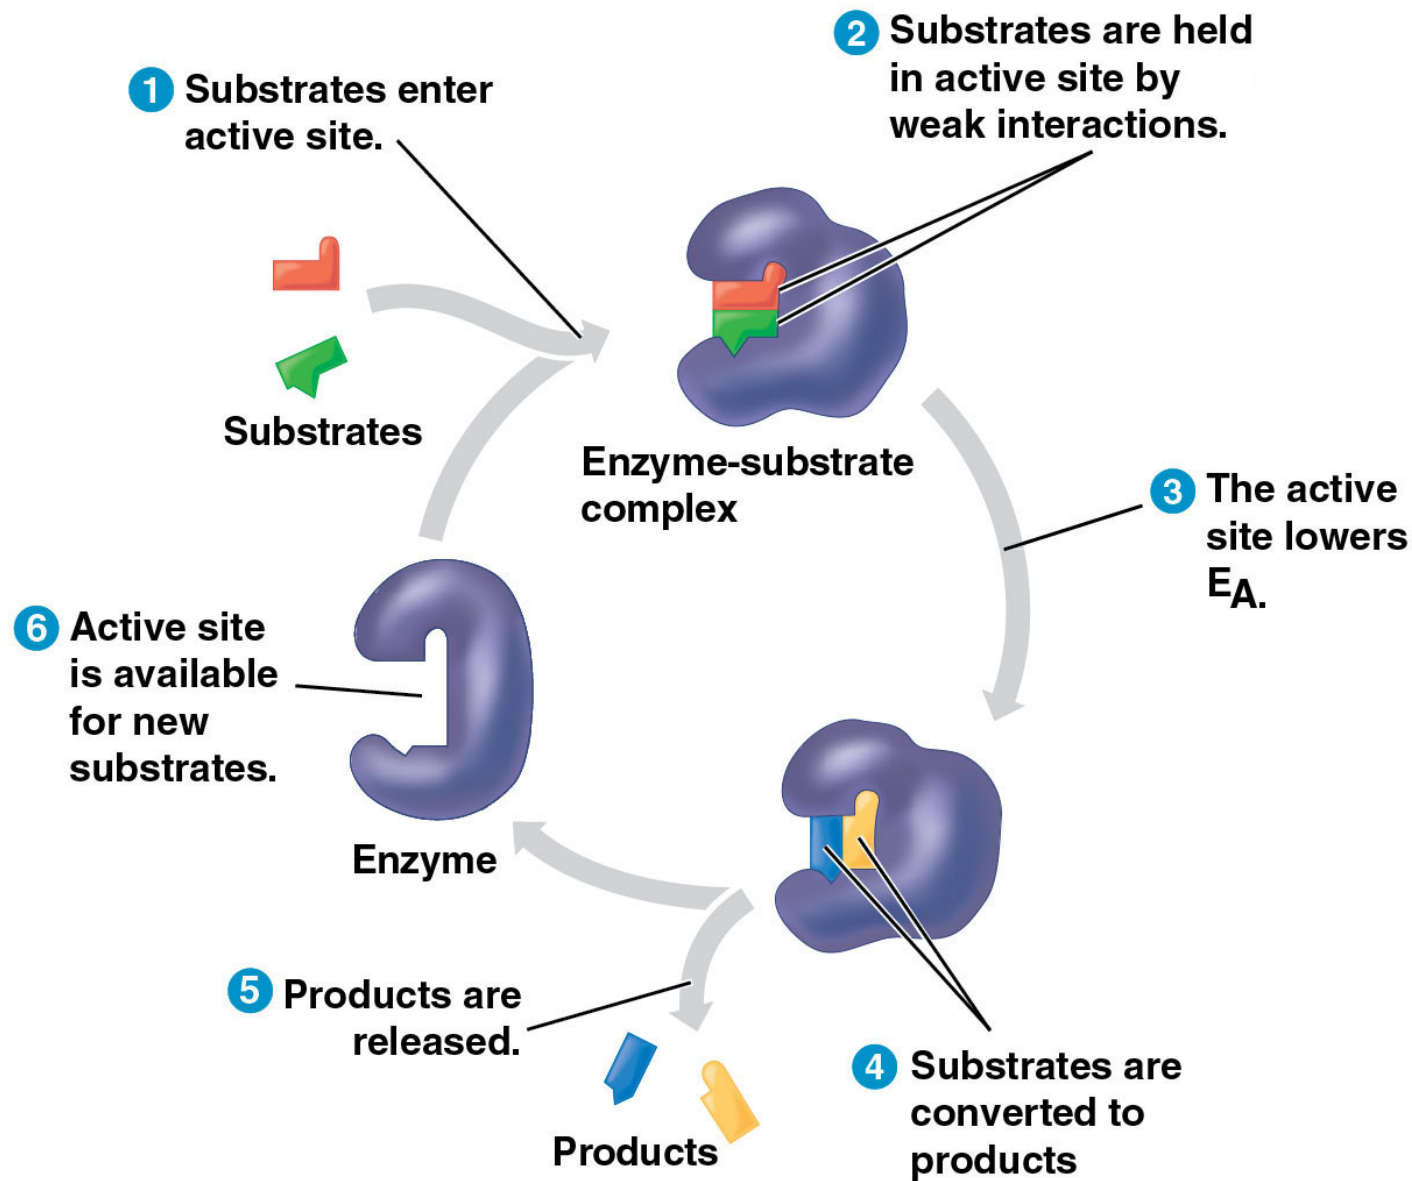 1 Substrates enter
active site.
2 Substrates are held
in active site by
weak interactions.
Substrates
Enzyme-substrate
complex
3 The active
site lowers
EA.
6 Active site
is available
for new
substrates.
Enzyme
5 Products are
released.
Products
4 Substrates are
converted to
products